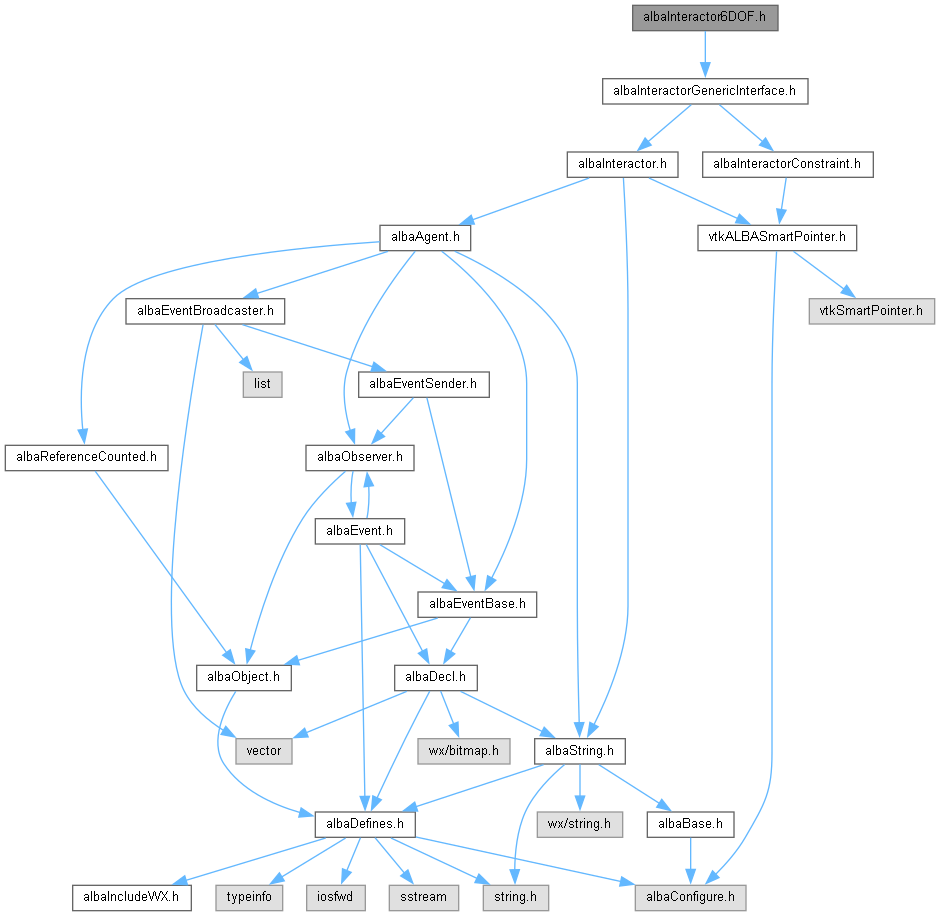 albaInteractor6DOF.h
albaInteractorGenericInterface.h
albaInteractor.h
albaInteractorConstraint.h
albaAgent.h
vtkALBASmartPointer.h
albaEventBroadcaster.h
vtkSmartPointer.h
list
albaEventSender.h
albaReferenceCounted.h
albaObserver.h
albaEvent.h
albaEventBase.h
albaObject.h
albaDecl.h
vector
wx/bitmap.h
albaString.h
albaDefines.h
wx/string.h
albaBase.h
albaIncludeWX.h
typeinfo
iosfwd
sstream
string.h
albaConfigure.h